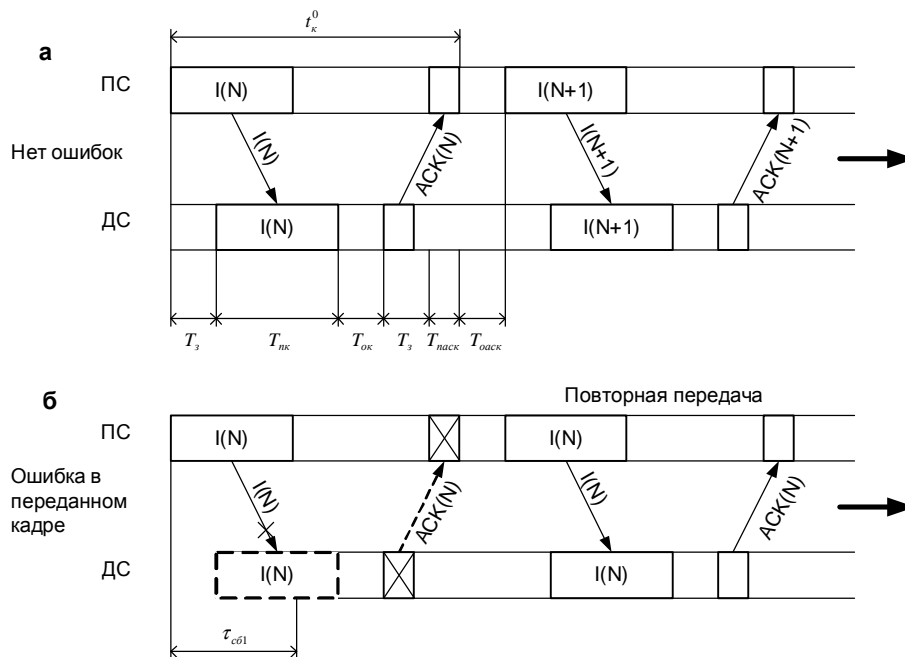 t⁰ₖ
а
ПС
I(N)
I(N+1)
Нет ошибок
I(N)
ACK(N)
I(N+1)
ACK(N+1)
ДС
I(N)
I(N+1)
Tз
Tпк
Tок
Tз
Tпаск
Tоаск
б
Повторная передача
ПС
I(N)
I(N)
Ошибка в
переданном
кадре
I(N)
ACK(N)
I(N)
ACK(N)
ДС
I(N)
I(N)
τсб1